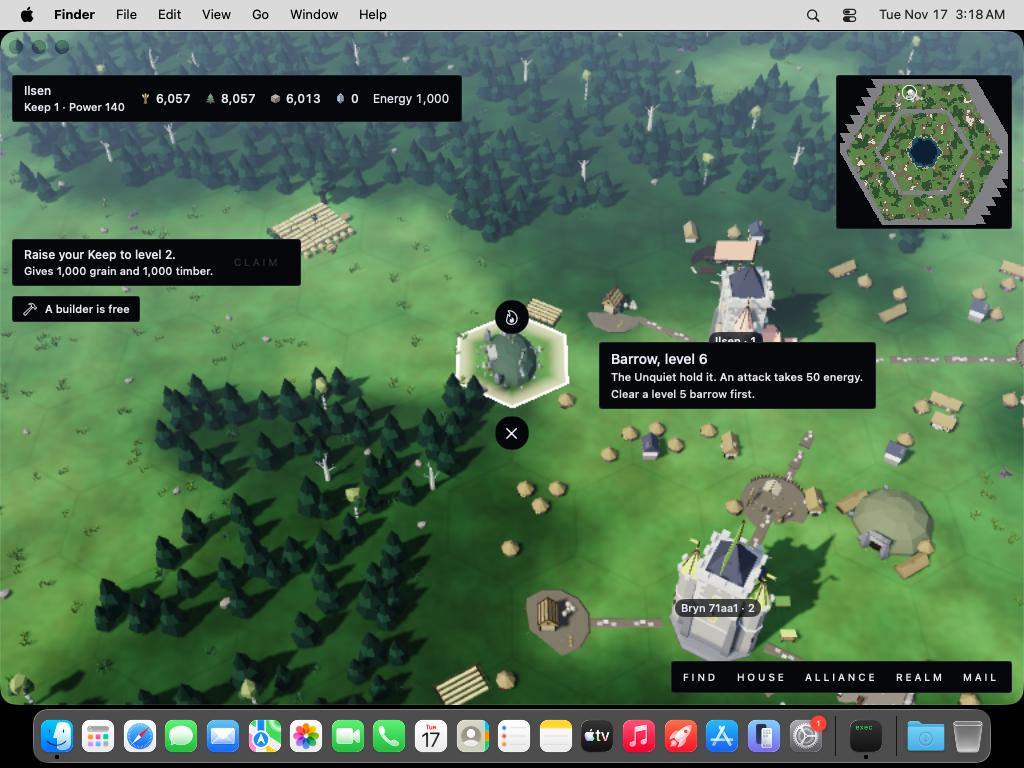 Finder File Edit View Go Window Help Tue Nov 17 3:18 AM
Ilsen
Keep 1 · Power 140
6,057 8,057 6,013 0 Energy 1,000
Raise your Keep to level 2.
Gives 1,000 grain and 1,000 timber.
CLAIM
A builder is free
Ilsen · 1
Barrow, level 6
The Unquiet hold it. An attack takes 50 energy.
Clear a level 5 barrow first.
Bryn 71aa1 · 2
FIND HOUSE ALLIANCE REALM MAIL
Tue
17
tv
1
exec